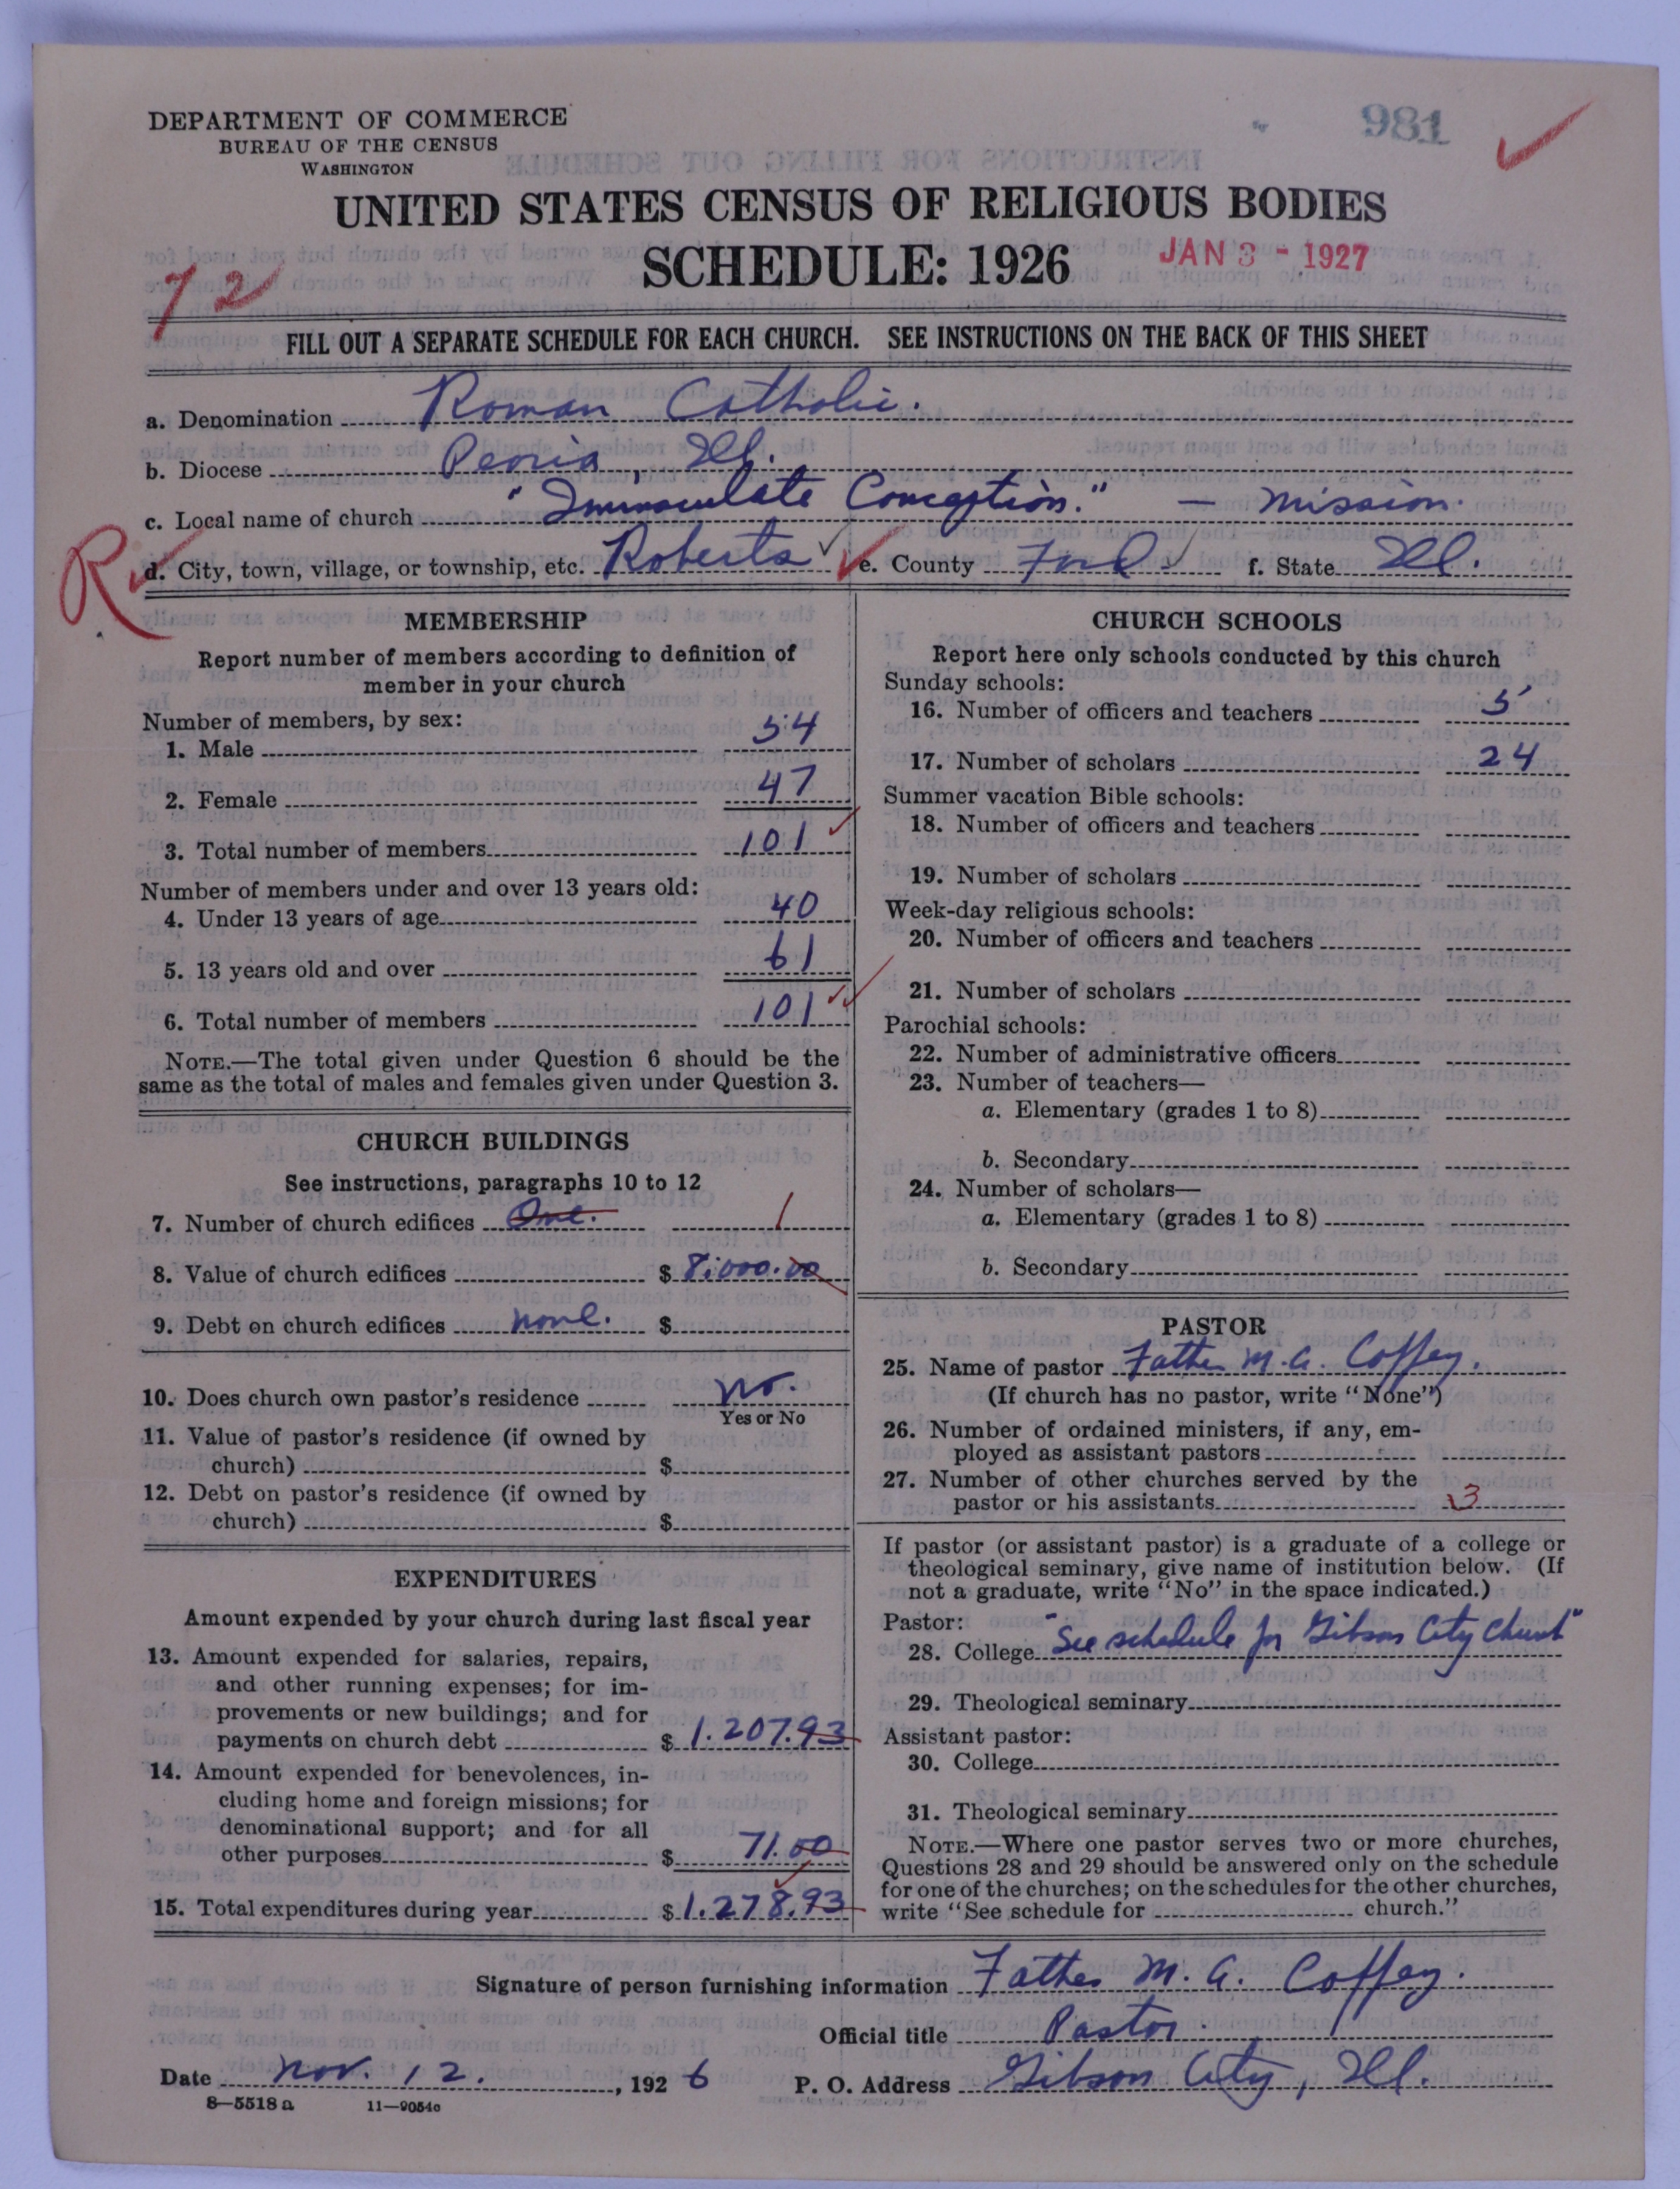 981
DEPARTMENT OF COMMERCE
BUREAU OF THE CENSUS
WASHINGTON
UNITED STATES CENSUS OF RELIGIOUS BODIES
SCHEDULE: 1926
JAN 3 - 1927
72
FILL OUT A SEPARATE SCHEDULE FOR EACH CHURCH. SEE INSTRUCTIONS ON THE BACK OF THIS SHEET
a. Denomination Roman Catholic.
b. Diocese Peoria, Ill.
c. Local name of church "Immaculate Conception." — Mission.
R
d. City, town, village, or township, etc. Roberts e. County Ford f. State Ill.
MEMBERSHIP
Report number of members according to definition of
member in your church
Number of members, by sex:
1. Male 54
2. Female 47
3. Total number of members 101
Number of members under and over 13 years old:
4. Under 13 years of age 40
5. 13 years old and over 61
6. Total number of members 101
NOTE.—The total given under Question 6 should be the
same as the total of males and females given under Question 3.
CHURCH BUILDINGS
See instructions, paragraphs 10 to 12
7. Number of church edifices One. 1
8. Value of church edifices $ 8,000.00
9. Debt on church edifices none. $
10. Does church own pastor's residence no.
Yes or No
11. Value of pastor's residence (if owned by
church) $
12. Debt on pastor's residence (if owned by
church) $
EXPENDITURES
Amount expended by your church during last fiscal year
13. Amount expended for salaries, repairs,
and other running expenses; for im-
provements or new buildings; and for
payments on church debt $ 1.207.93
14. Amount expended for benevolences, in-
cluding home and foreign missions; for
denominational support; and for all
other purposes $ 71.00
15. Total expenditures during year $ 1.278.93
CHURCH SCHOOLS
Report here only schools conducted by this church
Sunday schools:
16. Number of officers and teachers 5
17. Number of scholars 24
Summer vacation Bible schools:
18. Number of officers and teachers
19. Number of scholars
Week-day religious schools:
20. Number of officers and teachers
21. Number of scholars
Parochial schools:
22. Number of administrative officers
23. Number of teachers—
a. Elementary (grades 1 to 8)
b. Secondary
24. Number of scholars—
a. Elementary (grades 1 to 8)
b. Secondary
PASTOR
25. Name of pastor Father M. A. Coffey.
(If church has no pastor, write "None")
26. Number of ordained ministers, if any, em-
ployed as assistant pastors
27. Number of other churches served by the
pastor or his assistants 3
If pastor (or assistant pastor) is a graduate of a college or
theological seminary, give name of institution below. (If
not a graduate, write "No" in the space indicated.)
Pastor:
28. College "See schedule for Gibson City Church"
29. Theological seminary
Assistant pastor:
30. College
31. Theological seminary
NOTE.—Where one pastor serves two or more churches,
Questions 28 and 29 should be answered only on the schedule
for one of the churches; on the schedules for the other churches,
write "See schedule for church."
Signature of person furnishing information Father M. A. Coffey.
Official title Pastor
Date Nov. 12. , 1926 P. O. Address Gibson City, Ill.
8—5518 a 11—9054c